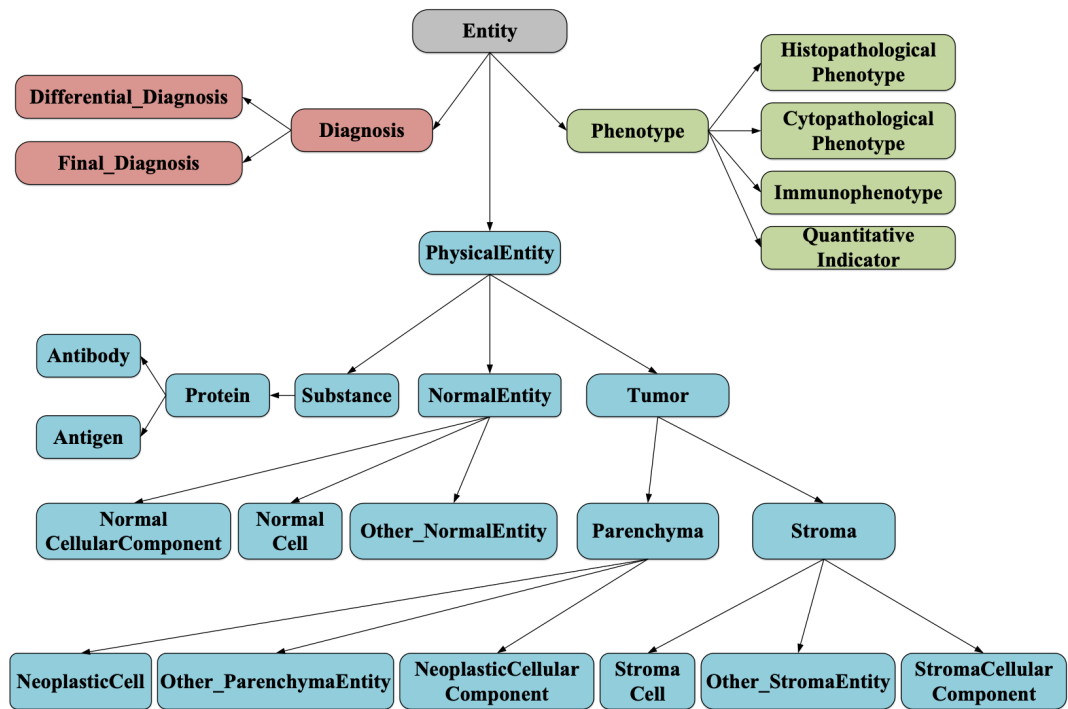 Entity
Histopathological
Phenotype
Differential_Diagnosis
Diagnosis
Phenotype
Cytopathological
Phenotype
Final_Diagnosis
Immunophenotype
Quantitative
Indicator
PhysicalEntity
Antibody
Protein
Substance
NormalEntity
Tumor
Antigen
Normal
CellularComponent
Normal
Cell
Other_NormalEntity
Parenchyma
Stroma
NeoplasticCell
Other_ParenchymaEntity
NeoplasticCellular
Component
Stroma
Cell
Other_StromaEntity
StromaCellular
Component